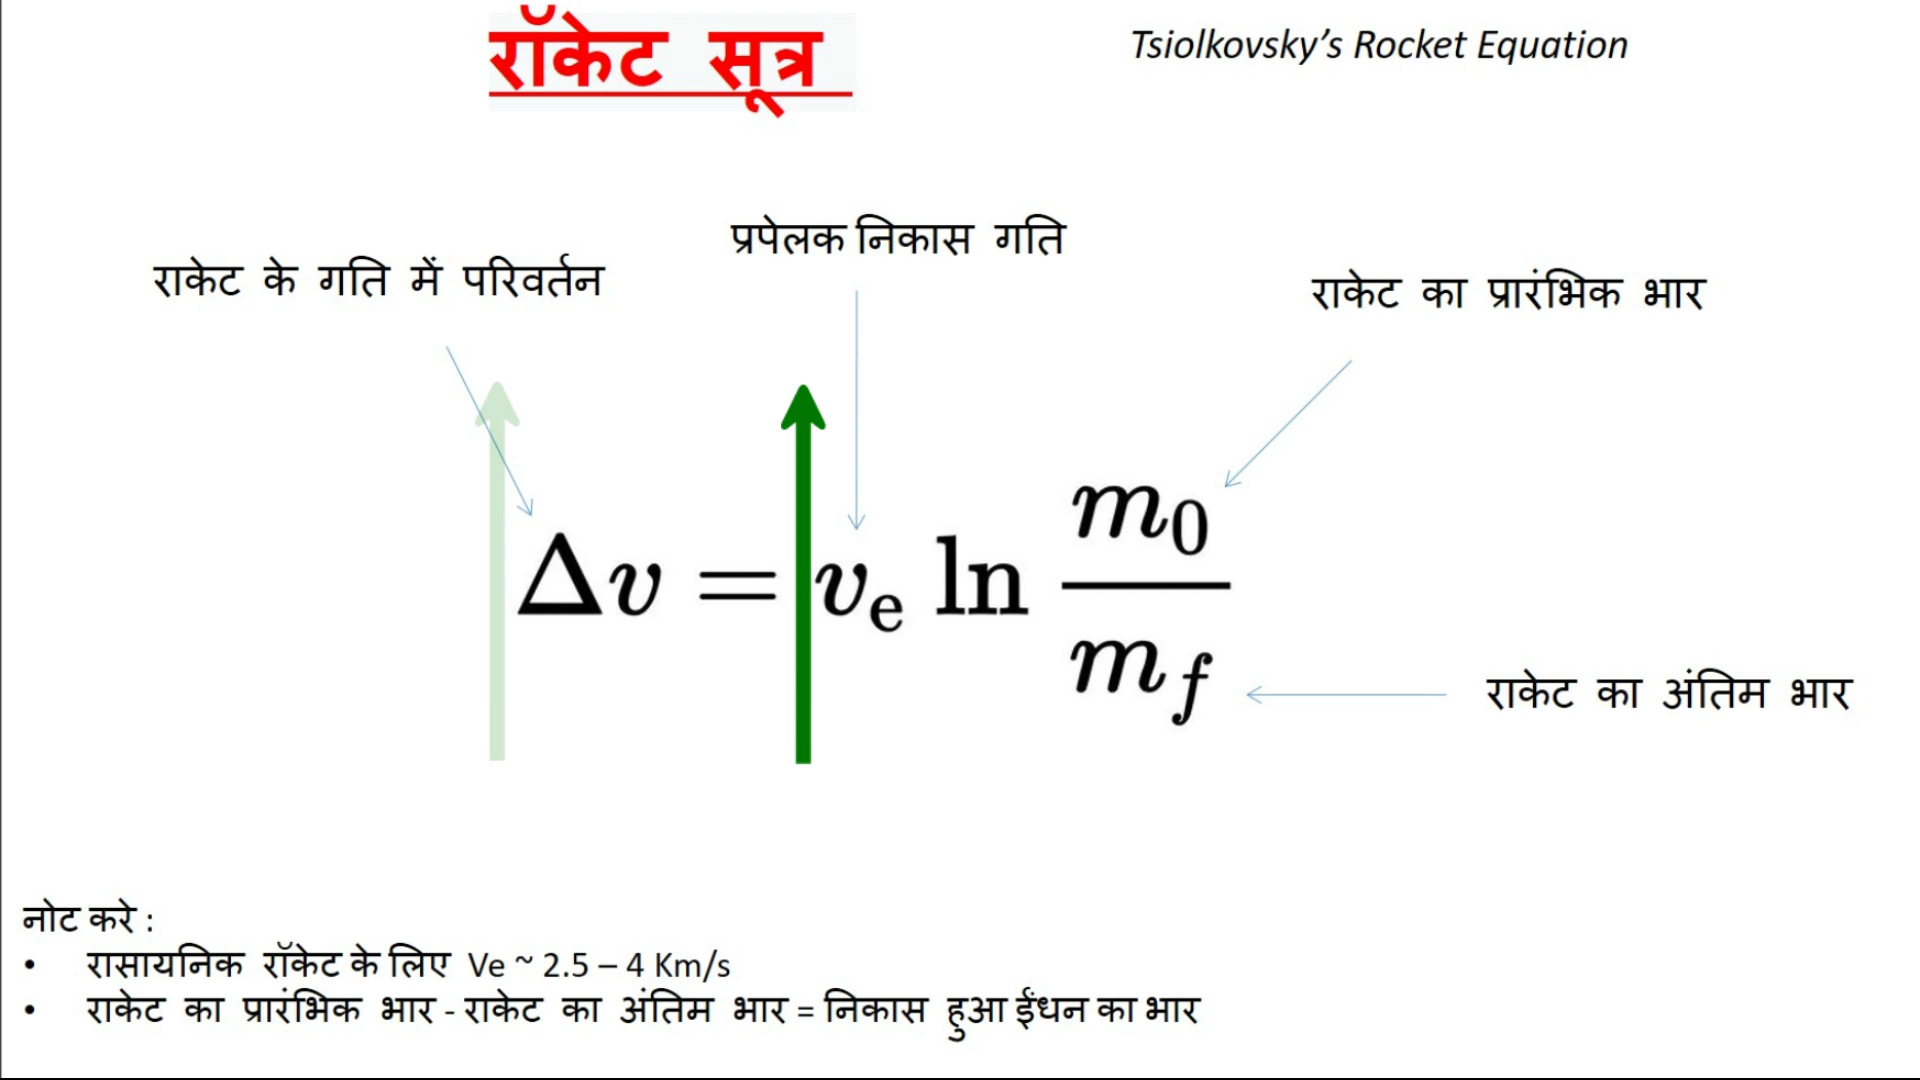 रॉकेट सूत्र
Tsiolkovsky’s Rocket Equation
प्रपेलक निकास गति
राकेट के गति में परिवर्तन
राकेट का प्रारंभिक भार
Δv = vₑ ln m₀ / m_f
राकेट का अंतिम भार
नोट करे :
• रासायनिक रॉकेट के लिए Ve ~ 2.5 – 4 Km/s
• राकेट का प्रारंभिक भार - राकेट का अंतिम भार = निकास हुआ ईंधन का भार